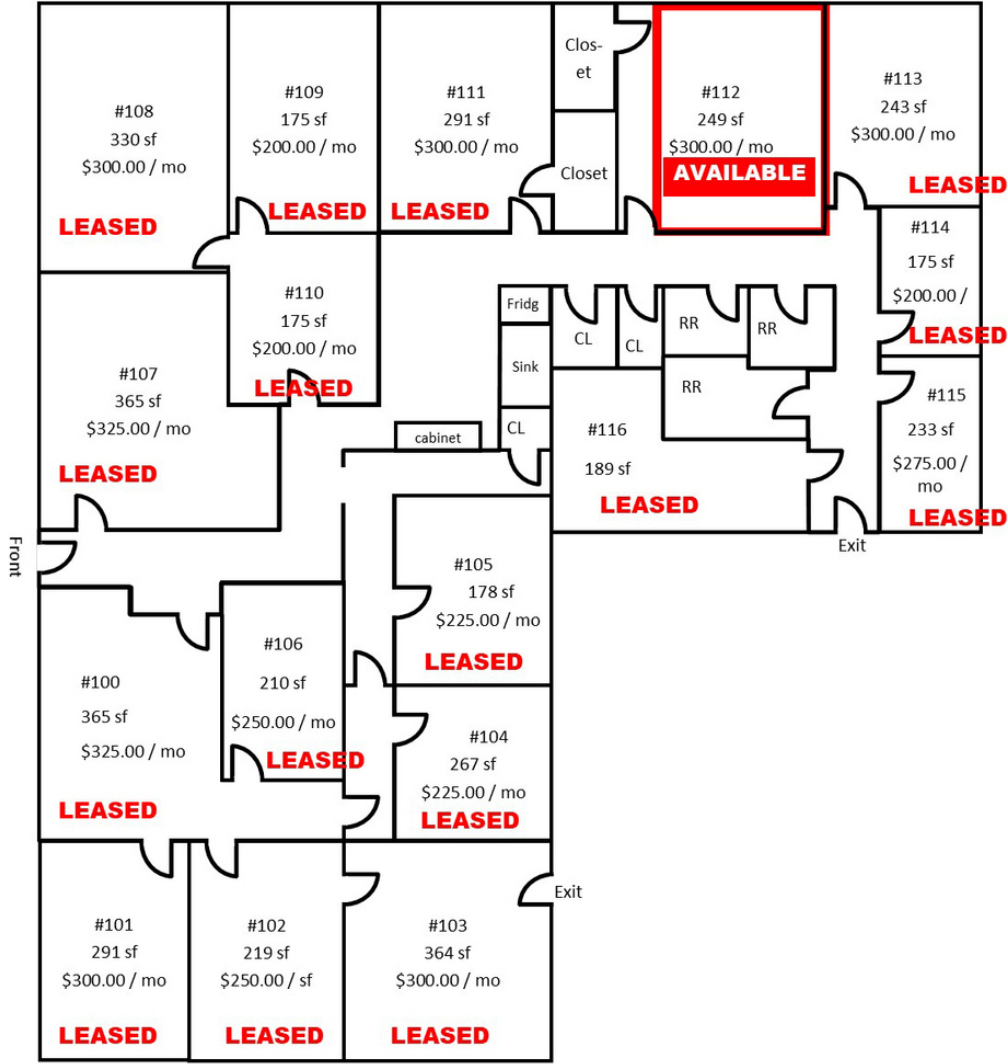 #108
330 sf
$300.00 / mo
LEASED
#109
175 sf
$200.00 / mo
LEASED
#111
291 sf
$300.00 / mo
LEASED
Clos-
et
Closet
#112
249 sf
$300.00 / mo
AVAILABLE
#113
243 sf
$300.00 / mo
LEASED
#114
175 sf
$200.00 /
LEASED
#110
175 sf
$200.00 / mo
LEASED
Fridg
Sink
CL
CL
CL
RR
RR
RR
#107
365 sf
$325.00 / mo
LEASED
cabinet
#116
189 sf
LEASED
#115
233 sf
$275.00 /
mo
LEASED
Exit
Front
#105
178 sf
$225.00 / mo
LEASED
#106
210 sf
$250.00 / mo
LEASED
#100
365 sf
$325.00 / mo
LEASED
#104
267 sf
$225.00 / mo
LEASED
Exit
#101
291 sf
$300.00 / mo
LEASED
#102
219 sf
$250.00 / sf
LEASED
#103
364 sf
$300.00 / mo
LEASED